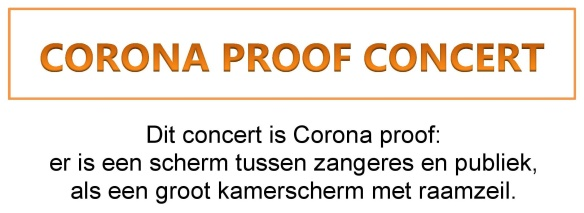 CORONA PROOF CONCERT
Dit concert is Corona proof:
er is een scherm tussen zangeres en publiek,
als een groot kamerscherm met raamzeil.